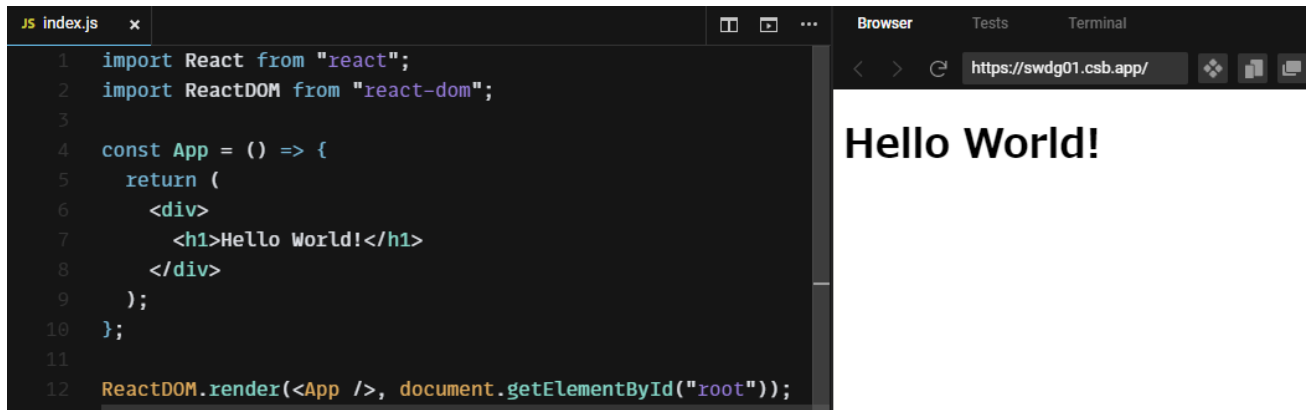 JS index.js x
Browser Tests Terminal
https://swdg01.csb.app/
1 import React from "react";
2 import ReactDOM from "react-dom";
3
4 const App = () => {
5 return (
6 <div>
7 <h1>Hello World!</h1>
8 </div>
9 );
10 };
11
12 ReactDOM.render(<App />, document.getElementById("root"));
Hello World!